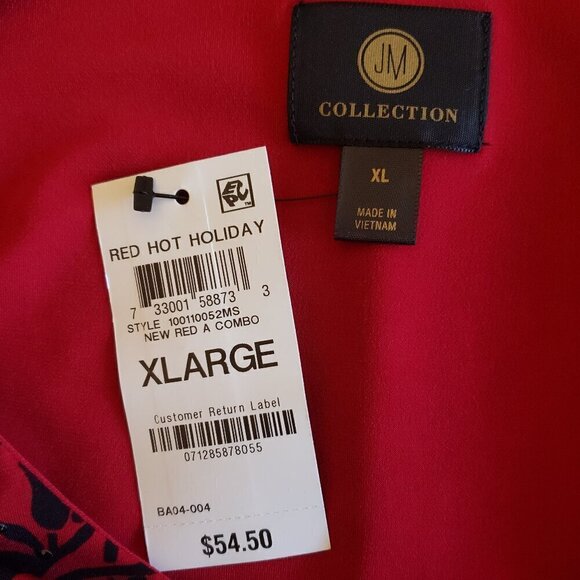 JM
COLLECTION
XL
MADE IN
VIETNAM
EPC™
RED HOT HOLIDAY
7 33001 58873 3
STYLE 100110052MS
NEW RED A COMBO
XLARGE
Customer Return Label
071285878055
BA04-004
$54.50